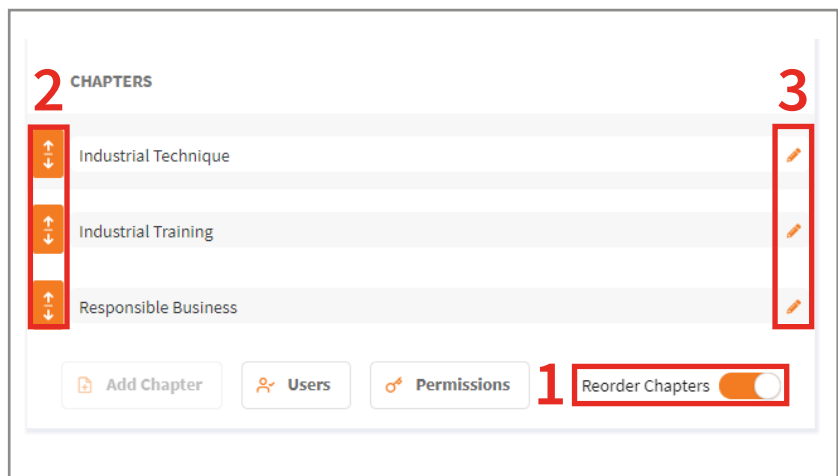 2
CHAPTERS
3
Industrial Technique
Industrial Training
Responsible Business
Add Chapter
Users
Permissions
1
Reorder Chapters